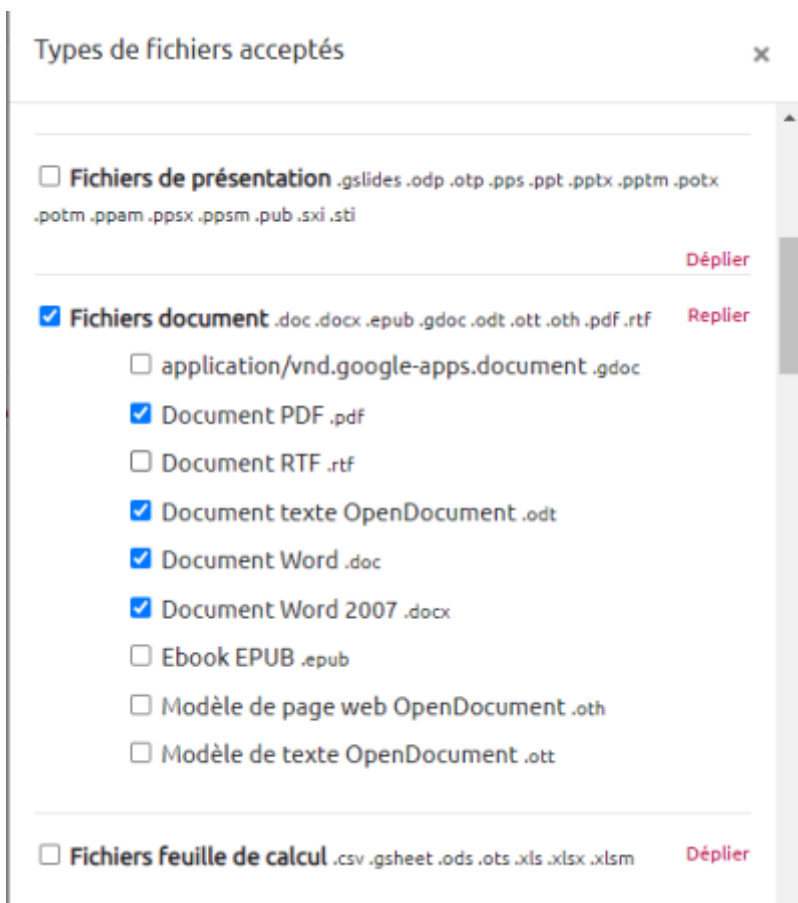 Types de fichiers acceptés
×
Fichiers de présentation .gslides .odp .otp .pps .ppt .pptx .pptm .potx
.potm .ppam .ppsx .ppsm .pub .sxi .sti
Déplier
Fichiers document .doc .docx .epub .gdoc .odt .ott .oth .pdf .rtf Replier
application/vnd.google-apps.document .gdoc
Document PDF .pdf
Document RTF .rtf
Document texte OpenDocument .odt
Document Word .doc
Document Word 2007 .docx
Ebook EPUB .epub
Modèle de page web OpenDocument .oth
Modèle de texte OpenDocument .ott
Fichiers feuille de calcul .csv .gsheet .ods .ots .xls .xlsx .xlsm Déplier